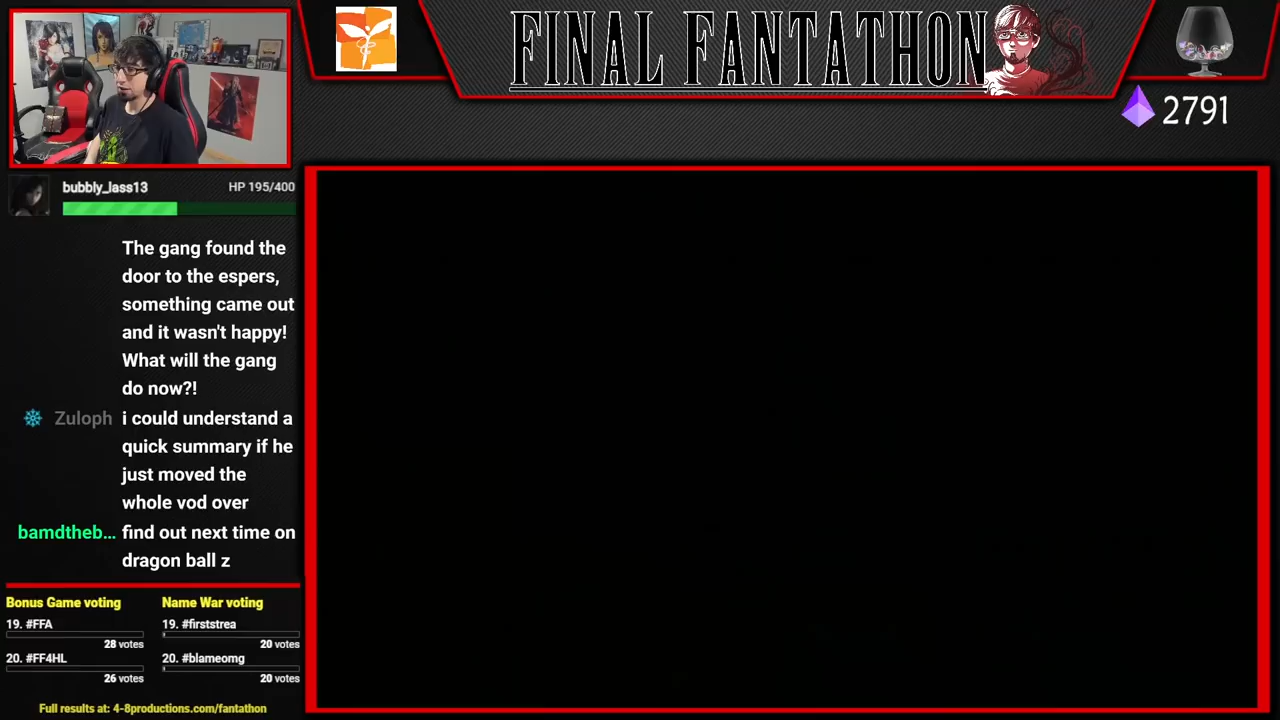 FINAL FANTATHON
2791
bubbly_lass13 HP 195/400
The gang found the
door to the espers,
something came out
and it wasn't happy!
What will the gang
do now?!
Zuloph i could understand a
quick summary if he
just moved the
whole vod over
bamdtheb... find out next time on
dragon ball z
Bonus Game voting
19. #FFA
28 votes
20. #FF4HL
26 votes
Name War voting
19. #firststrea
20 votes
20. #blameomg
20 votes
Full results at: 4-8productions.com/fantathon